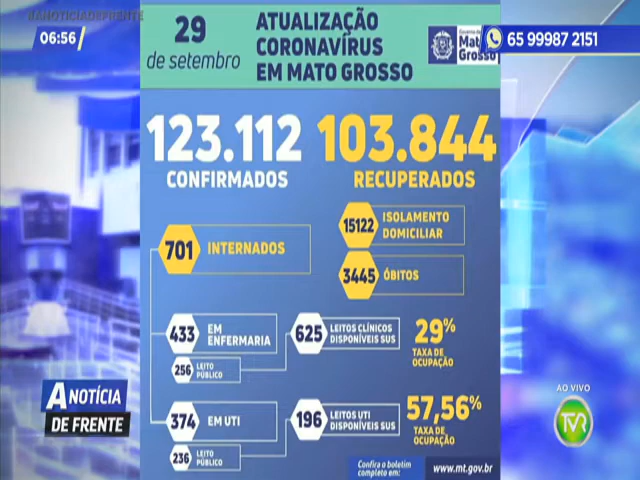 #ANOTICIADEFRENTE
06:56
65 99987 2151
29
de setembro
ATUALIZAÇÃO
CORONAVÍRUS
EM MATO GROSSO
Governo de
Mato
Grosso
123.112
CONFIRMADOS
103.844
RECUPERADOS
701
INTERNADOS
15122
ISOLAMENTO
DOMICILIAR
3445
ÓBITOS
433
EM
ENFERMARIA
256
LEITO
PÚBLICO
625
LEITOS CLÍNICOS
DISPONÍVEIS SUS
29%
TAXA DE
OCUPAÇÃO
374
EM UTI
236
LEITO
PÚBLICO
196
LEITOS UTI
DISPONÍVEIS SUS
57,56%
TAXA DE
OCUPAÇÃO
A NOTÍCIA
DE FRENTE
AO VIVO
TVR
Confira o boletim
completo em:
www.mt.gov.br